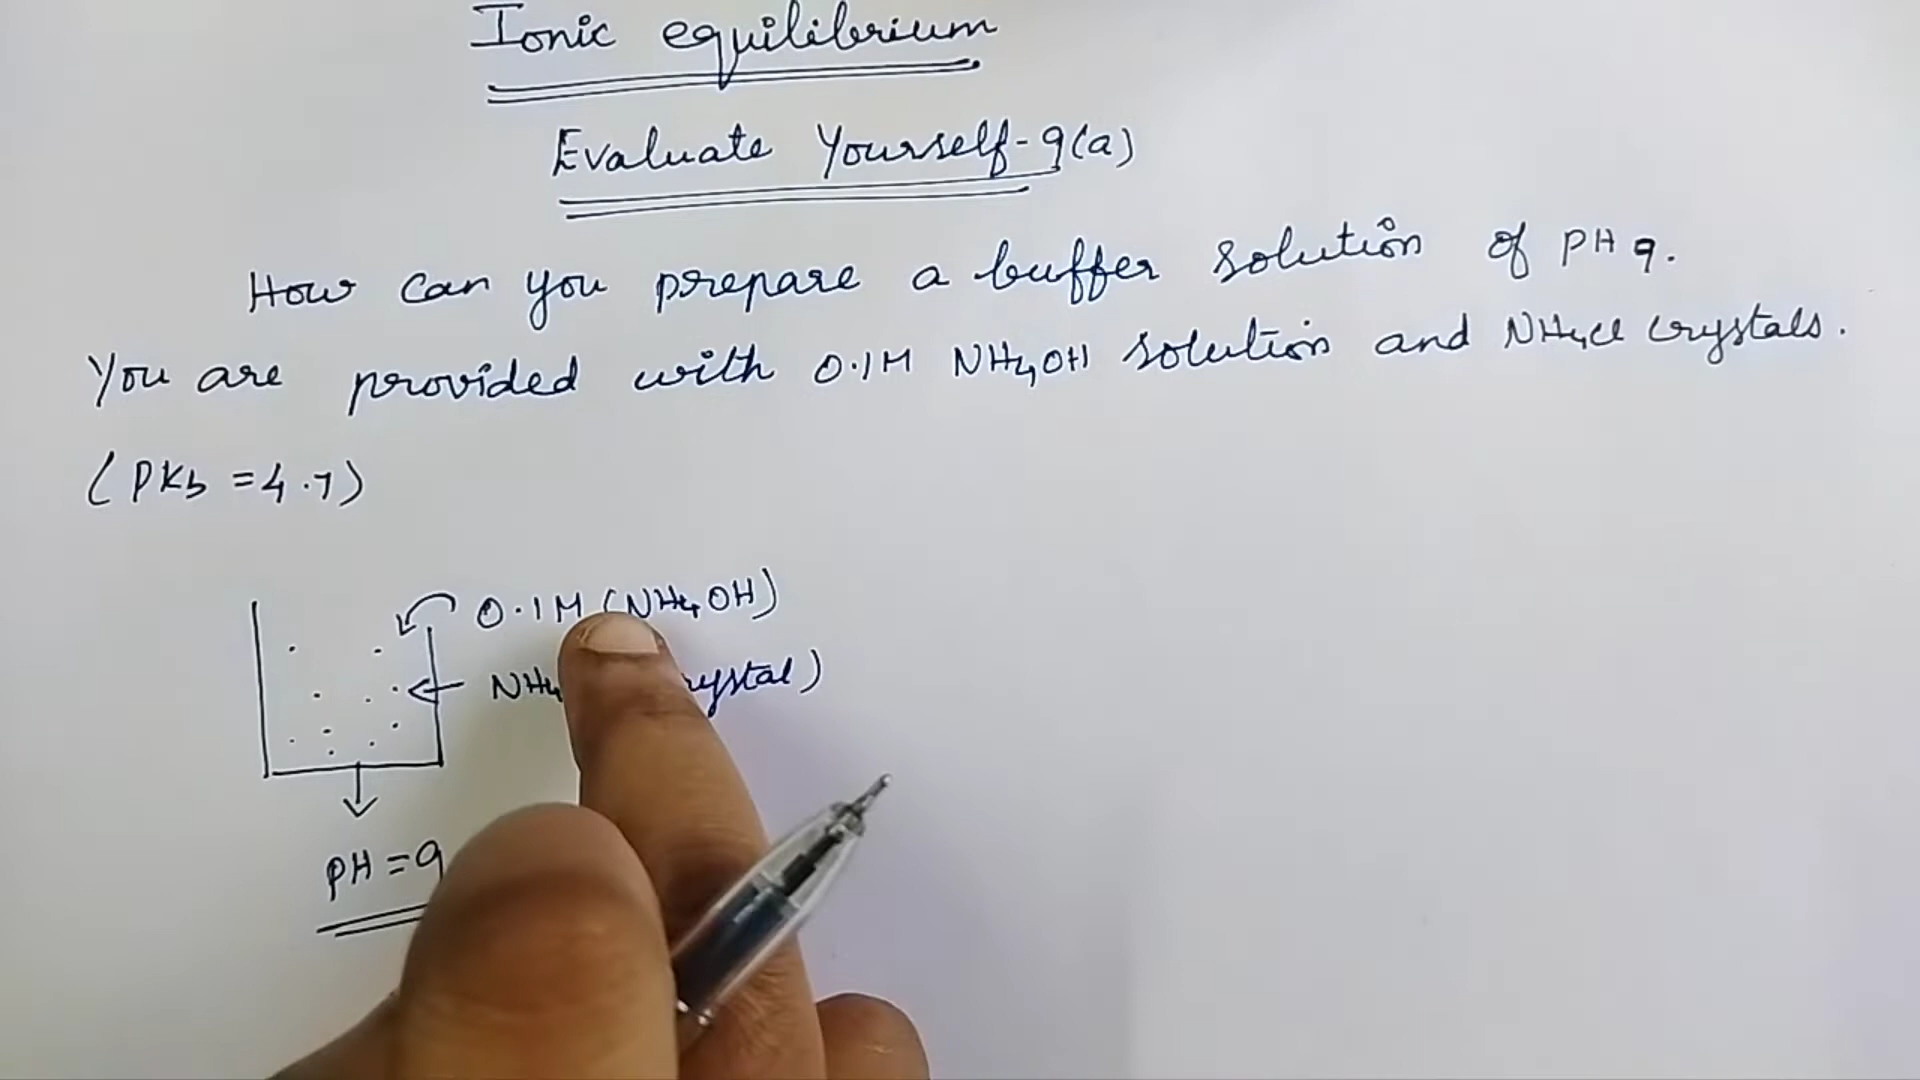 Ionic equilibrium
Evaluate Yourself-9(a)
How can you prepare a buffer solution of PH 9.
You are provided with 0.1M NH4OH solution and NH4Cl crystals.
(PKb = 4.7)
0.1M (NH4OH)
NH4
PH = 9